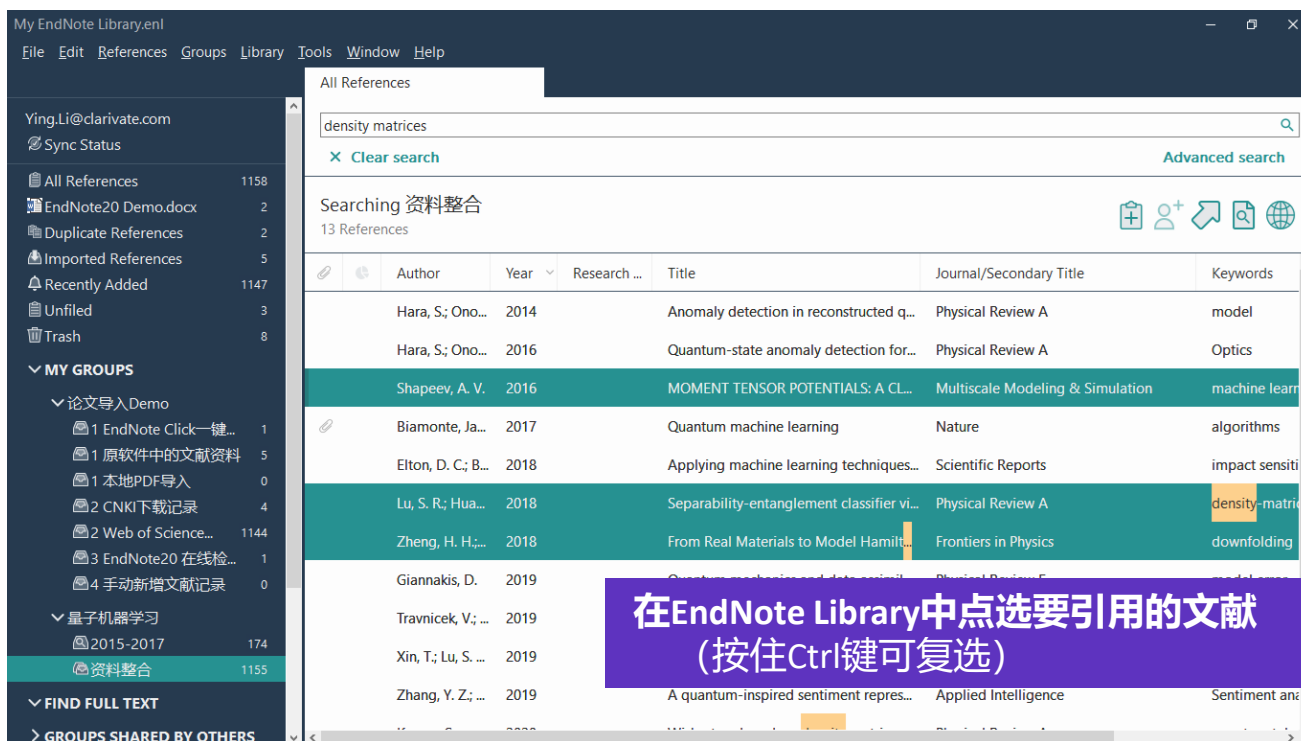 My EndNote Library.enl
File Edit References Groups Library Tools Window Help
All References
Ying.Li@clarivate.com
Sync Status
All References 1158
EndNote20 Demo.docx 2
Duplicate References 2
Imported References 5
Recently Added 1147
Unfiled 3
Trash 8
MY GROUPS
论文导入Demo
1 EndNote Click一键... 1
1 原软件中的文献资料 5
1 本地PDF导入 0
2 CNKI下载记录 4
2 Web of Science... 1144
3 EndNote20 在线检... 1
4 手动新增文献记录 0
量子机器学习
2015-2017 174
资料整合 1155
FIND FULL TEXT
GROUPS SHARED BY OTHERS
density matrices
Clear search Advanced search
Searching 资料整合
13 References
Author Year Research ... Title Journal/Secondary Title Keywords
Hara, S.; Ono... 2014 Anomaly detection in reconstructed q... Physical Review A model
Hara, S.; Ono... 2016 Quantum-state anomaly detection for... Physical Review A Optics
Shapeev, A. V. 2016 MOMENT TENSOR POTENTIALS: A CL... Multiscale Modeling & Simulation machine learn
Biamonte, Ja... 2017 Quantum machine learning Nature algorithms
Elton, D. C.; B... 2018 Applying machine learning techniques... Scientific Reports impact sensiti
Lu, S. R.; Hua... 2018 Separability-entanglement classifier vi... Physical Review A density-matric
Zheng, H. H.;... 2018 From Real Materials to Model Hamilt... Frontiers in Physics downfolding
Giannakis, D. 2019
Travnicek, V.; ... 2019
Xin, T.; Lu, S. ... 2019
Zhang, Y. Z.; ... 2019 A quantum-inspired sentiment repres... Applied Intelligence Sentiment ana
在EndNote Library中点选要引用的文献
（按住Ctrl键可复选）